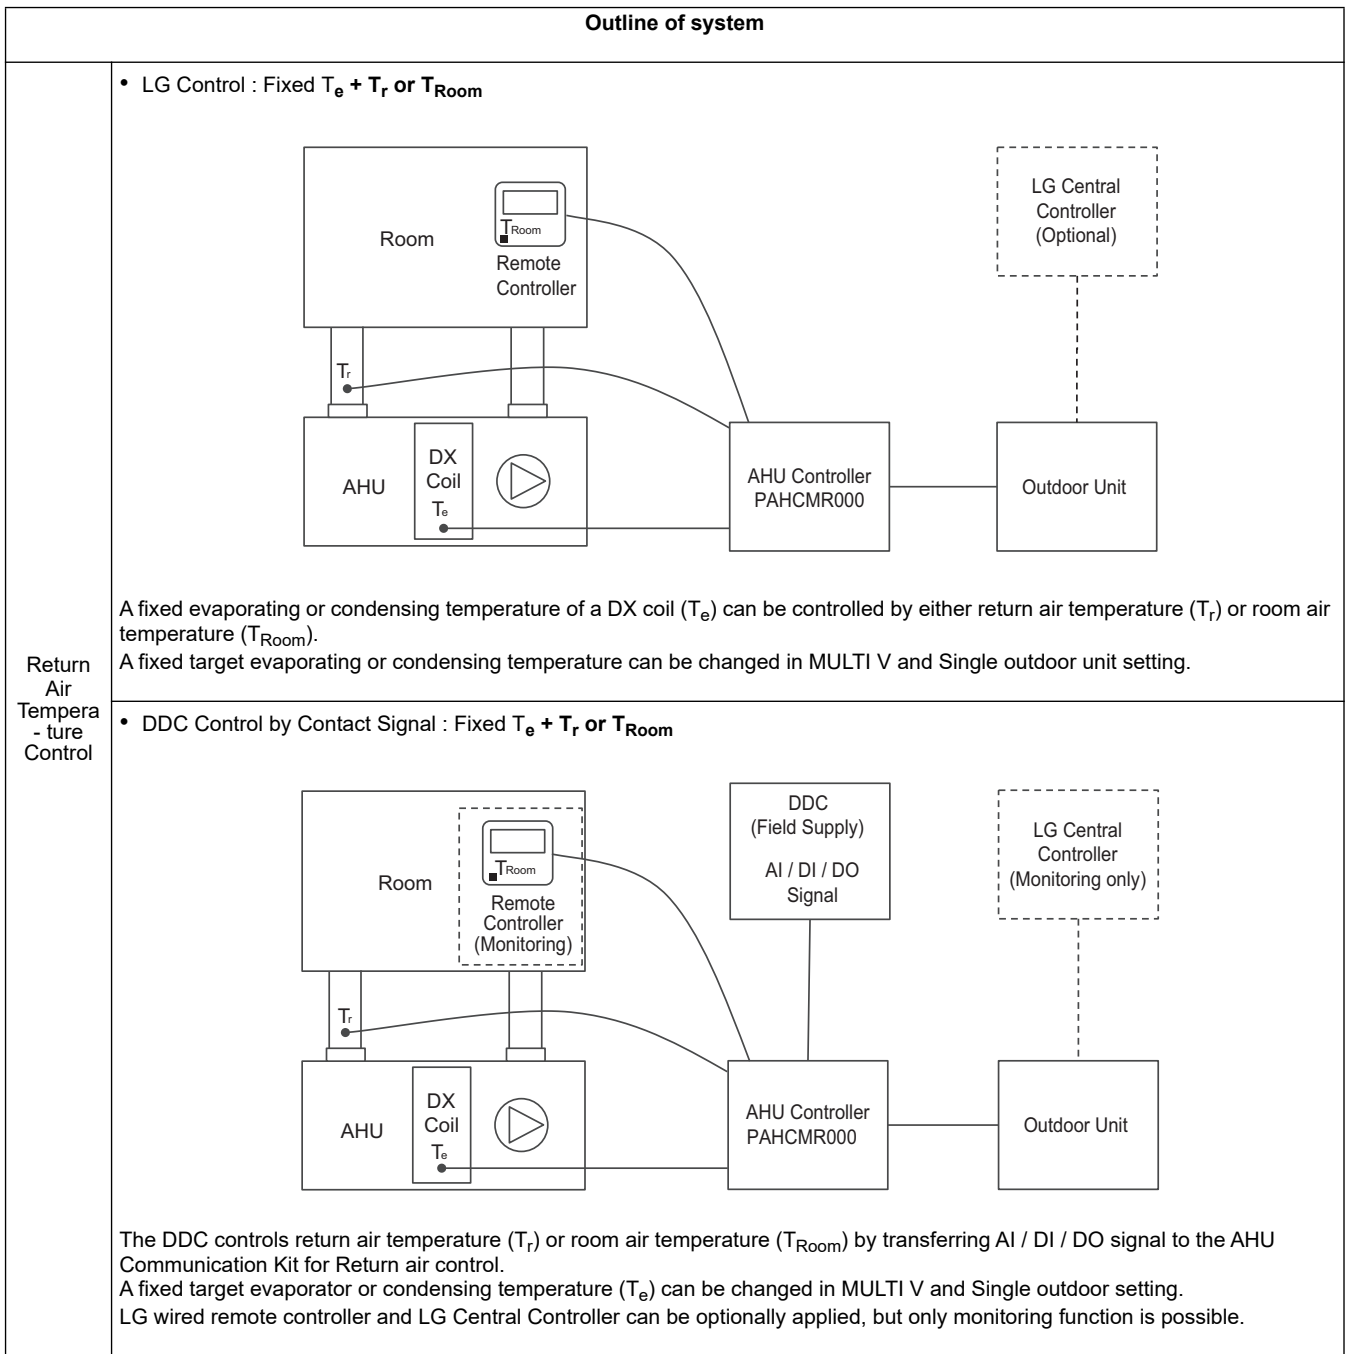 Outline of system
Return
Air
Tempera
- ture
Control
• LG Control : Fixed Te + Tr or TRoom
Room
TRoom
Remote
Controller
LG Central
Controller
(Optional)
Tr
AHU
DX
Coil
Te
AHU Controller
PAHCMR000
Outdoor Unit
A fixed evaporating or condensing temperature of a DX coil (Te) can be controlled by either return air temperature (Tr) or room air
temperature (TRoom).
A fixed target evaporating or condensing temperature can be changed in MULTI V and Single outdoor unit setting.
• DDC Control by Contact Signal : Fixed Te + Tr or TRoom
Room
TRoom
Remote
Controller
(Monitoring)
DDC
(Field Supply)
AI / DI / DO
Signal
LG Central
Controller
(Monitoring only)
Tr
AHU
DX
Coil
Te
AHU Controller
PAHCMR000
Outdoor Unit
The DDC controls return air temperature (Tr) or room air temperature (TRoom) by transferring AI / DI / DO signal to the AHU
Communication Kit for Return air control.
A fixed target evaporator or condensing temperature (Te) can be changed in MULTI V and Single outdoor setting.
LG wired remote controller and LG Central Controller can be optionally applied, but only monitoring function is possible.